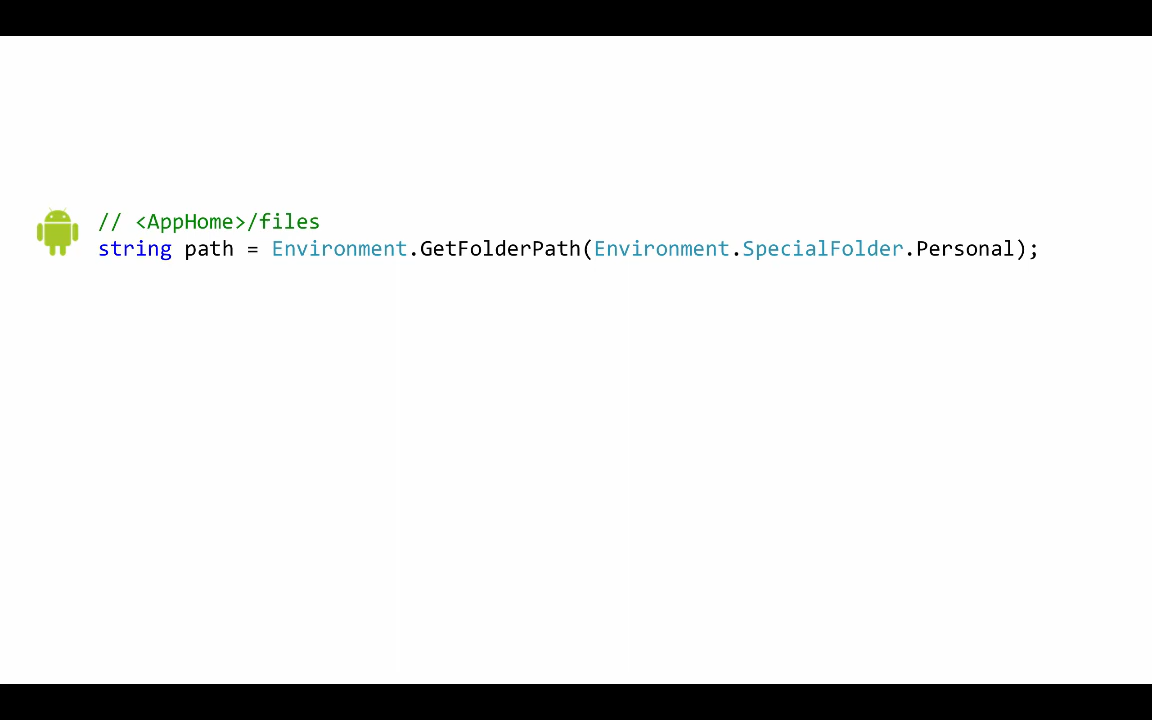 // <AppHome>/files
string path = Environment.GetFolderPath(Environment.SpecialFolder.Personal);